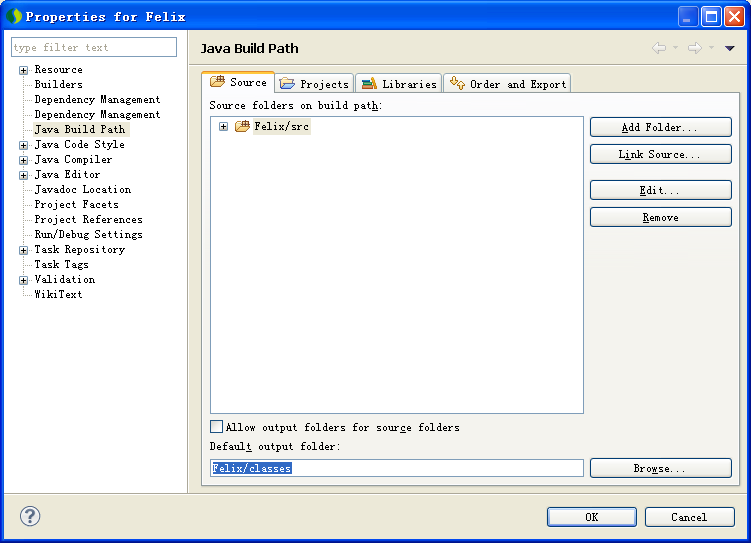 Properties for Felix
type filter text
Resource
Builders
Dependency Management
Dependency Management
Java Build Path
Java Code Style
Java Compiler
Java Editor
Javadoc Location
Project Facets
Project References
Run/Debug Settings
Task Repository
Task Tags
Validation
WikiText
Java Build Path
Source Projects Libraries Order and Export
Source folders on build path:
Felix/src
Add Folder...
Link Source...
Edit...
Remove
Allow output folders for source folders
Default output folder:
Felix/classes
Browse...
OK Cancel